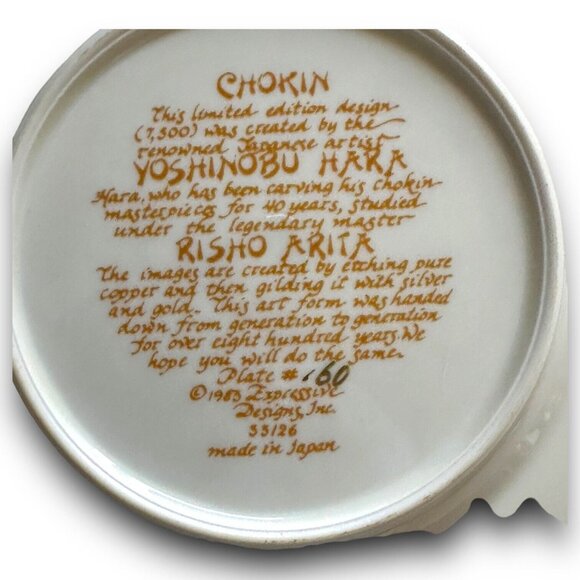 CHOKIN
This limited edition design
(7,500) was created by the
renowned Japanese artist
YOSHINOBU HARA
Hara, who has been carving his chokin
masterpieces for 40 years, studied
under the legendary master
RISHO ARITA
The images are created by etching pure
copper and then gilding it with silver
and gold. This art form was handed
down from generation to generation
for over eight hundred years. We
hope you will do the same.
Plate # 60
©1983 Expressive
Designs, Inc.
33126
made in Japan